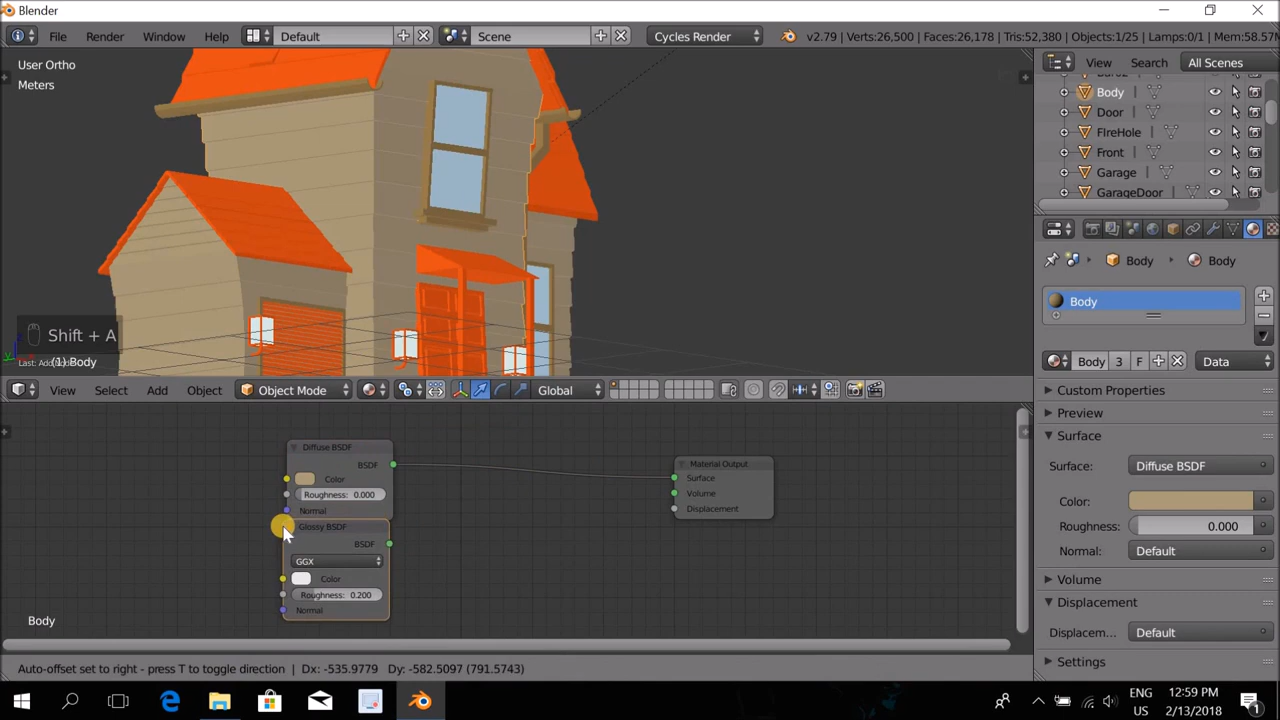 Blender
File Render Window Help Default Scene Cycles Render v2.79 | Verts:26,500 | Faces:26,178 | Tris:52,380 | Objects:1/25 | Lamps:0/1 | Mem:58.57M
User Ortho
Meters
View Search All Scenes
Body
Door
FIreHole
Front
Garage
GarageDoor
Body Body
Body
Shift + A
(1) Body
Body 3 F Data
View Select Add Object Object Mode Global
Custom Properties
Preview
Surface
Surface: Diffuse BSDF
Color:
Roughness: 0.000
Normal: Default
Volume
Displacement
Displacem... Default
Settings
Diffuse BSDF
BSDF
Color
Roughness: 0.000
Normal
Glossy BSDF
BSDF
GGX
Color
Roughness: 0.200
Normal
Material Output
Surface
Volume
Displacement
Body
Auto-offset set to right - press T to toggle direction | Dx: -535.9779 Dy: -582.5097 (791.5743)
ENG
US
12:59 PM
2/13/2018
1